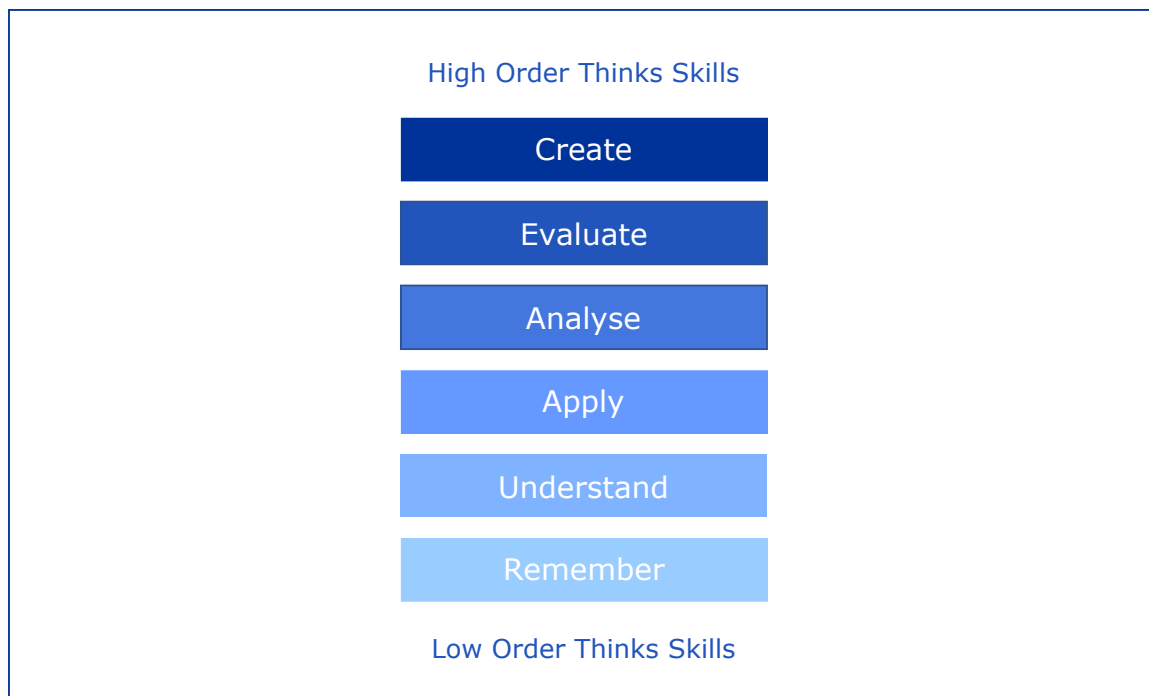 High Order Thinks Skills
Create
Evaluate
Analyse
Apply
Understand
Remember
Low Order Thinks Skills